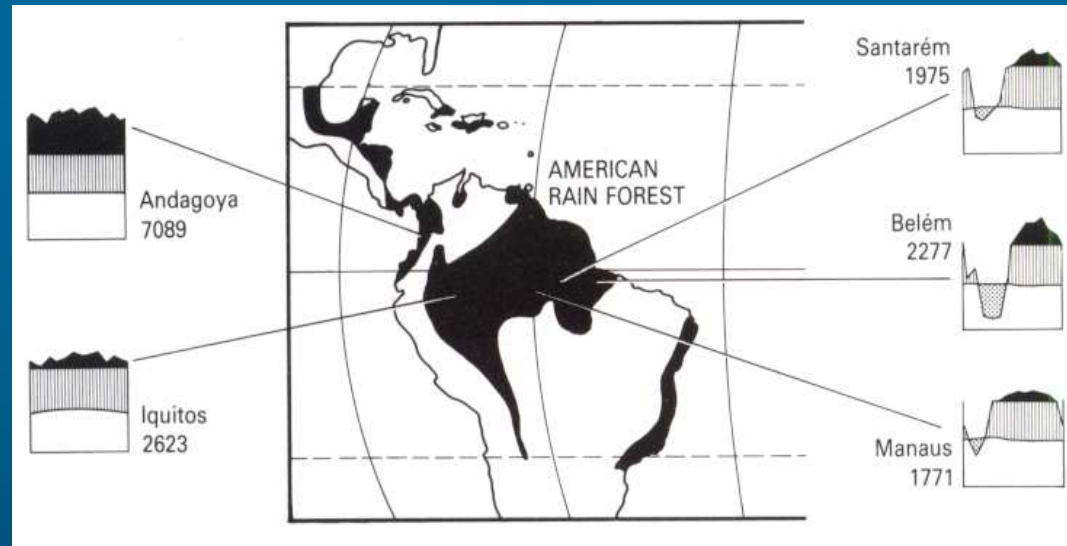 Andagoya
7089
Iquitos
2623
AMERICAN
RAIN FOREST
Santarém
1975
Belém
2277
Manaus
1771